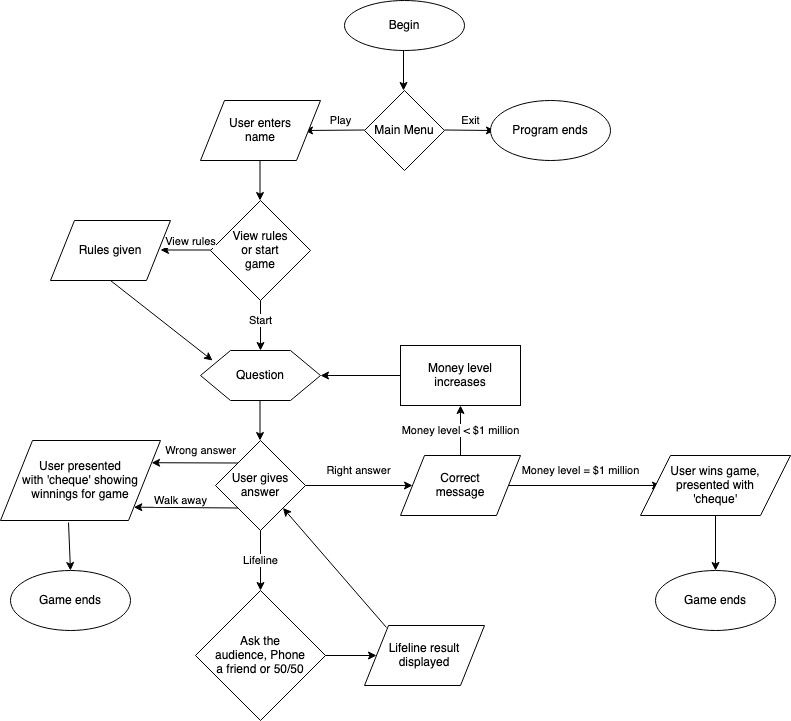 Begin
Main Menu
Play
Exit
Program ends
User enters
name
View rules
or start
game
View rules
Rules given
Start
Question
Money level
increases
Money level < $1 million
User presented
with 'cheque' showing
winnings for game
Wrong answer
Walk away
User gives
answer
Right answer
Correct
message
Money level = $1 million
User wins game,
presented with
'cheque'
Lifeline
Game ends
Game ends
Ask the
audience, Phone
a friend or 50/50
Lifeline result
displayed